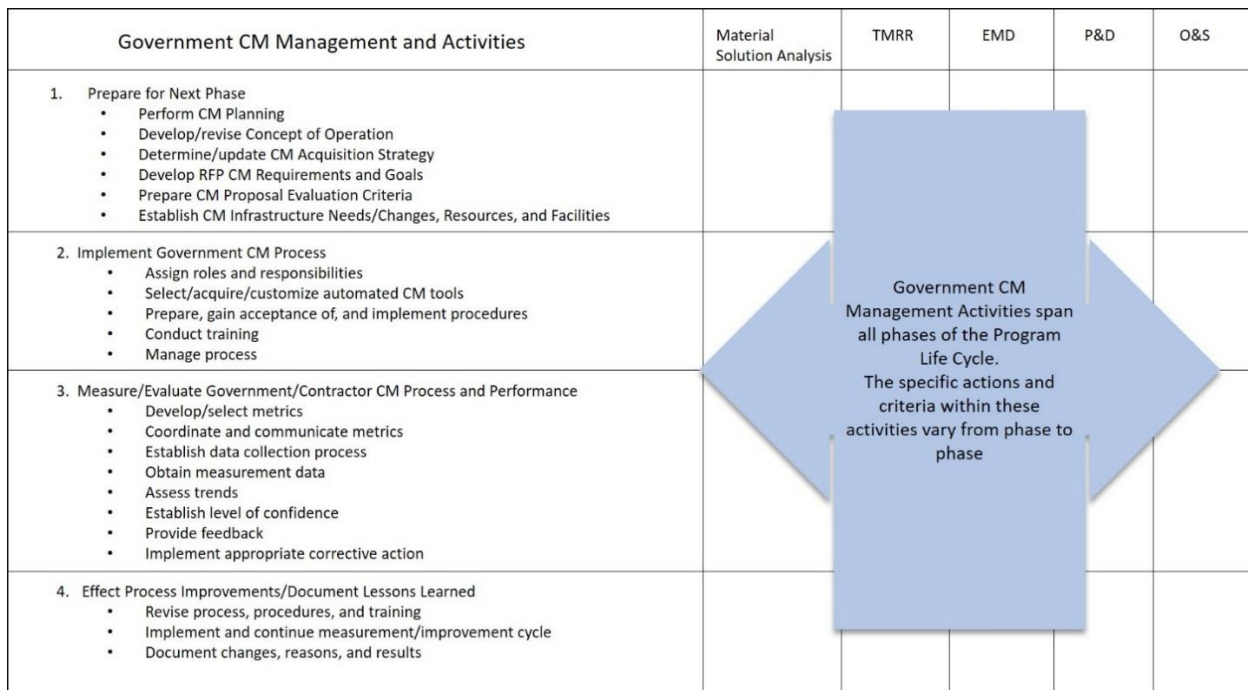 Government CM Management and Activities
Material
Solution Analysis
TMRR
EMD
P&D
O&S
1. Prepare for Next Phase
• Perform CM Planning
• Develop/revise Concept of Operation
• Determine/update CM Acquisition Strategy
• Develop RFP CM Requirements and Goals
• Prepare CM Proposal Evaluation Criteria
• Establish CM Infrastructure Needs/Changes, Resources, and Facilities
2. Implement Government CM Process
• Assign roles and responsibilities
• Select/acquire/customize automated CM tools
• Prepare, gain acceptance of, and implement procedures
• Conduct training
• Manage process
3. Measure/Evaluate Government/Contractor CM Process and Performance
• Develop/select metrics
• Coordinate and communicate metrics
• Establish data collection process
• Obtain measurement data
• Assess trends
• Establish level of confidence
• Provide feedback
• Implement appropriate corrective action
4. Effect Process Improvements/Document Lessons Learned
• Revise process, procedures, and training
• Implement and continue measurement/improvement cycle
• Document changes, reasons, and results
Government CM
Management Activities span
all phases of the Program
Life Cycle.
The specific actions and
criteria within these
activities vary from phase to
phase